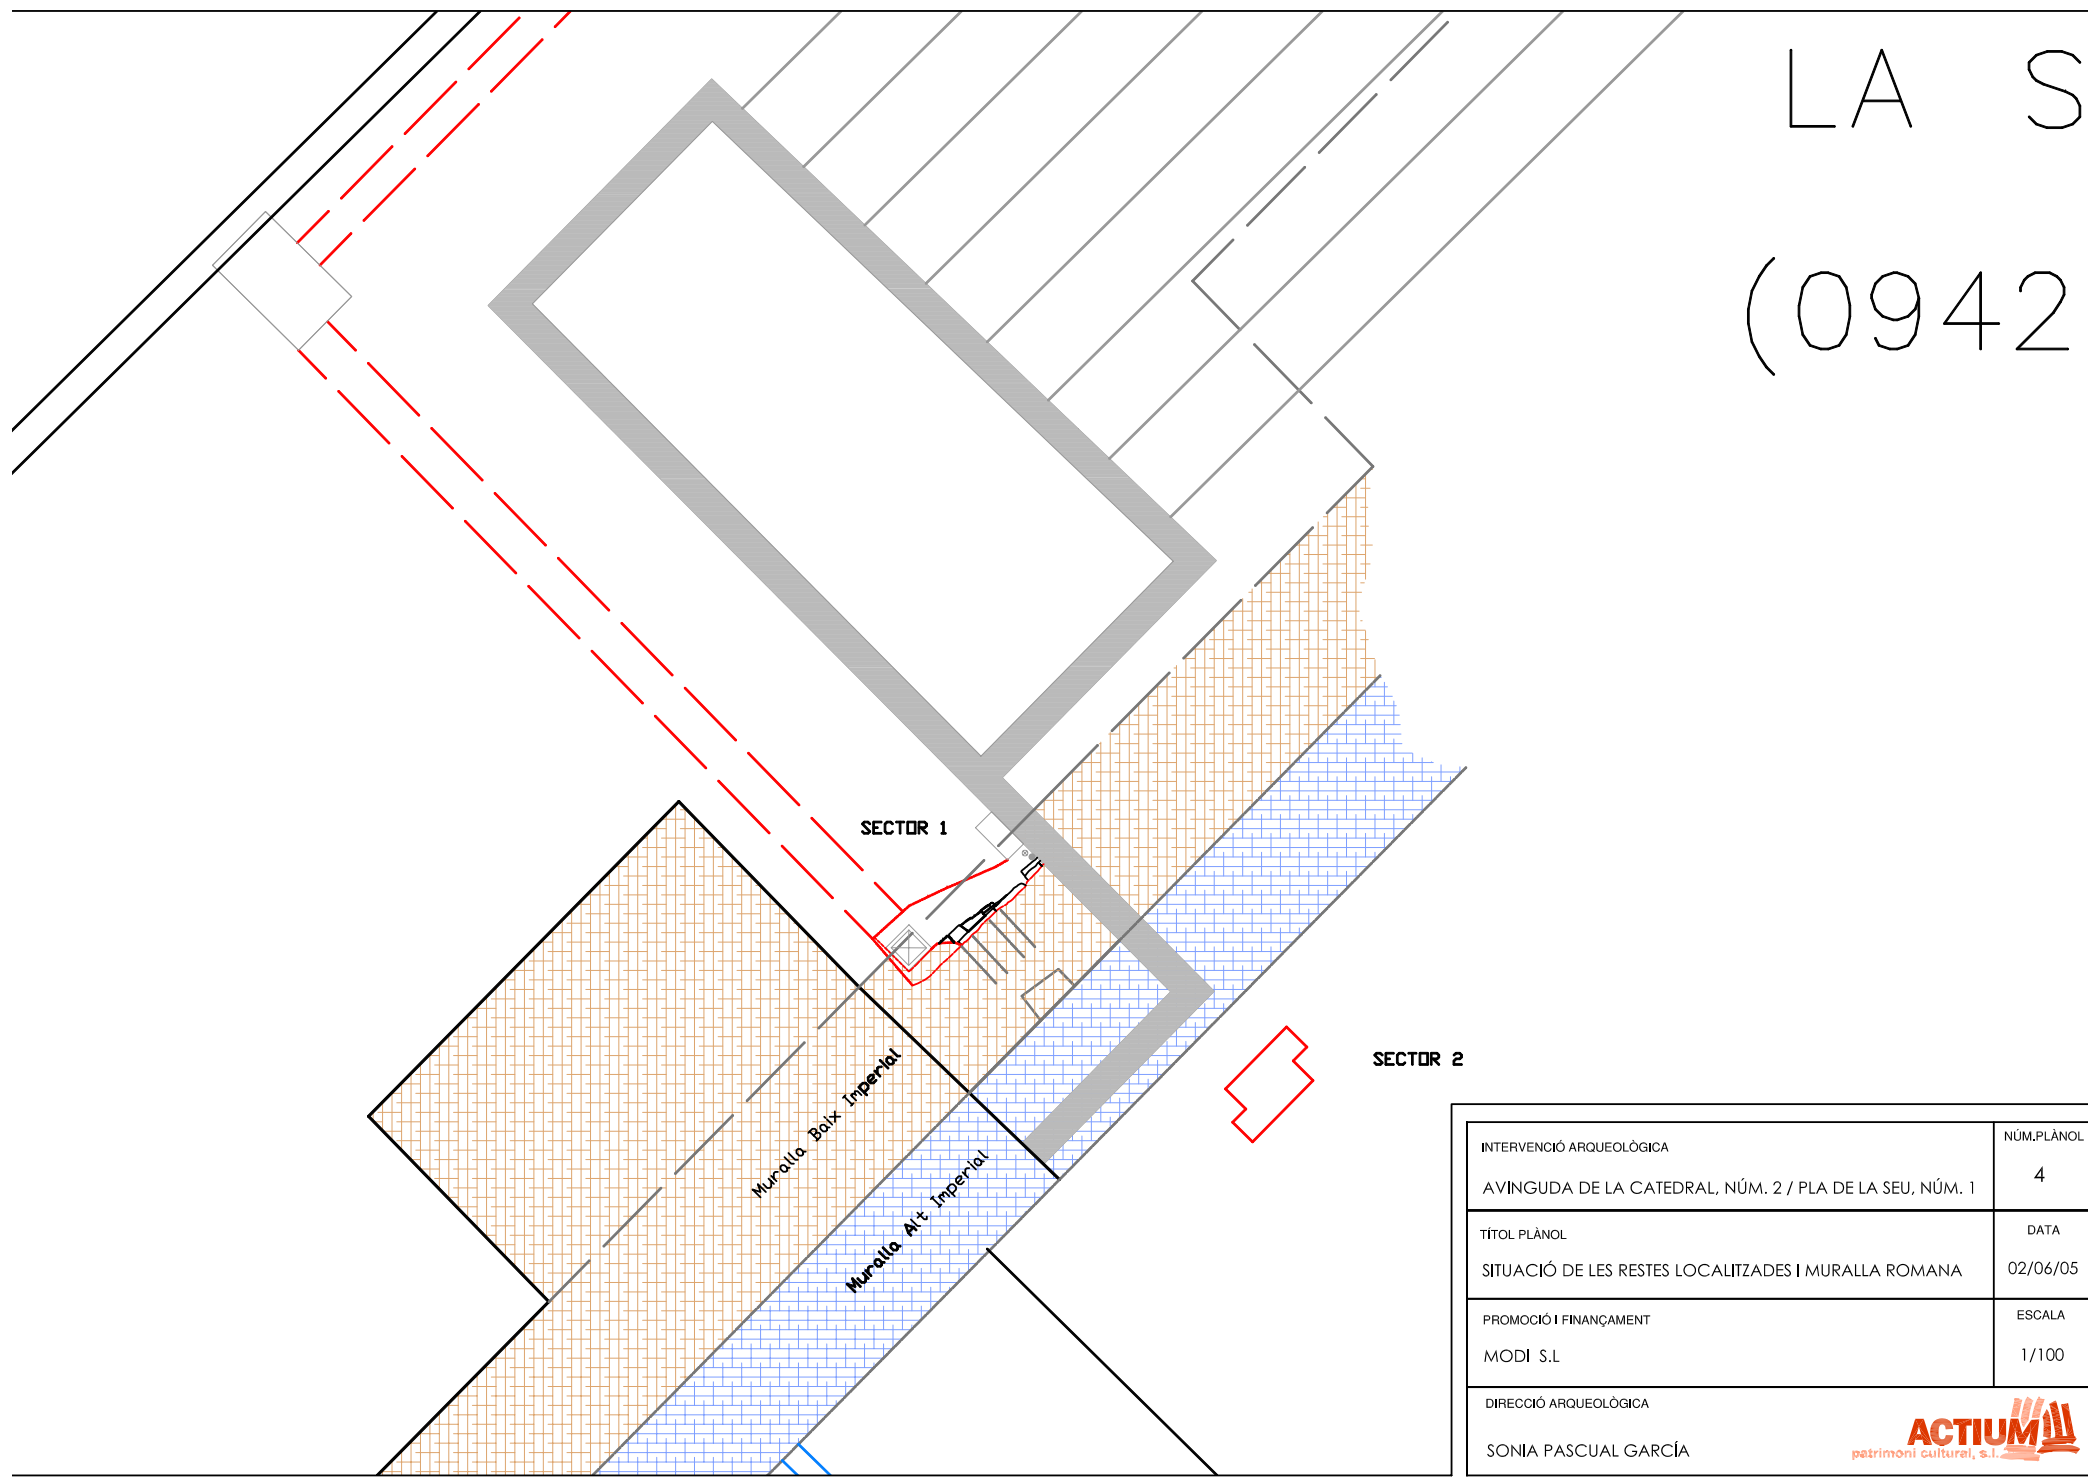 LA S
(0942
SECTOR 1
SECTOR 2
Muralla Baix Imperial
Muralla Alt Imperial
INTERVENCIÓ ARQUEOLÒGICA
AVINGUDA DE LA CATEDRAL, NÚM. 2 / PLA DE LA SEU, NÚM. 1
NÚM.PLÀNOL
4
TÍTOL PLÀNOL
SITUACIÓ DE LES RESTES LOCALITZADES I MURALLA ROMANA
DATA
02/06/05
PROMOCIÓ I FINANÇAMENT
MODI S.L
ESCALA
1/100
DIRECCIÓ ARQUEOLÒGICA
SONIA PASCUAL GARCÍA
ACTIUM
patrimoni cultural, s.l.